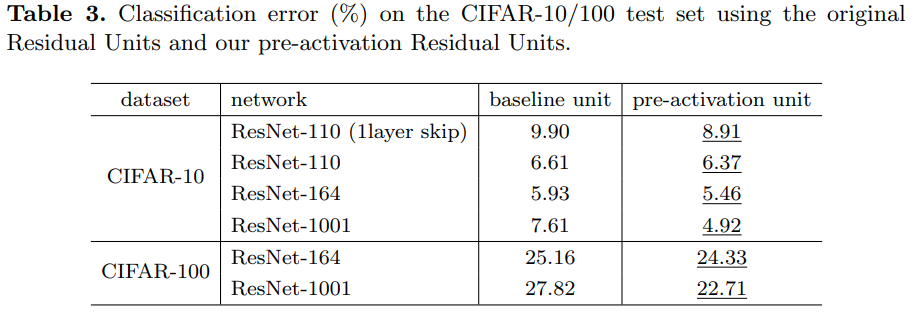 Table 3. Classification error (%) on the CIFAR-10/100 test set using the original
Residual Units and our pre-activation Residual Units.
dataset network baseline unit pre-activation unit
CIFAR-10
ResNet-110 (1layer skip) 9.90 8.91
ResNet-110 6.61 6.37
ResNet-164 5.93 5.46
ResNet-1001 7.61 4.92
CIFAR-100
ResNet-164 25.16 24.33
ResNet-1001 27.82 22.71